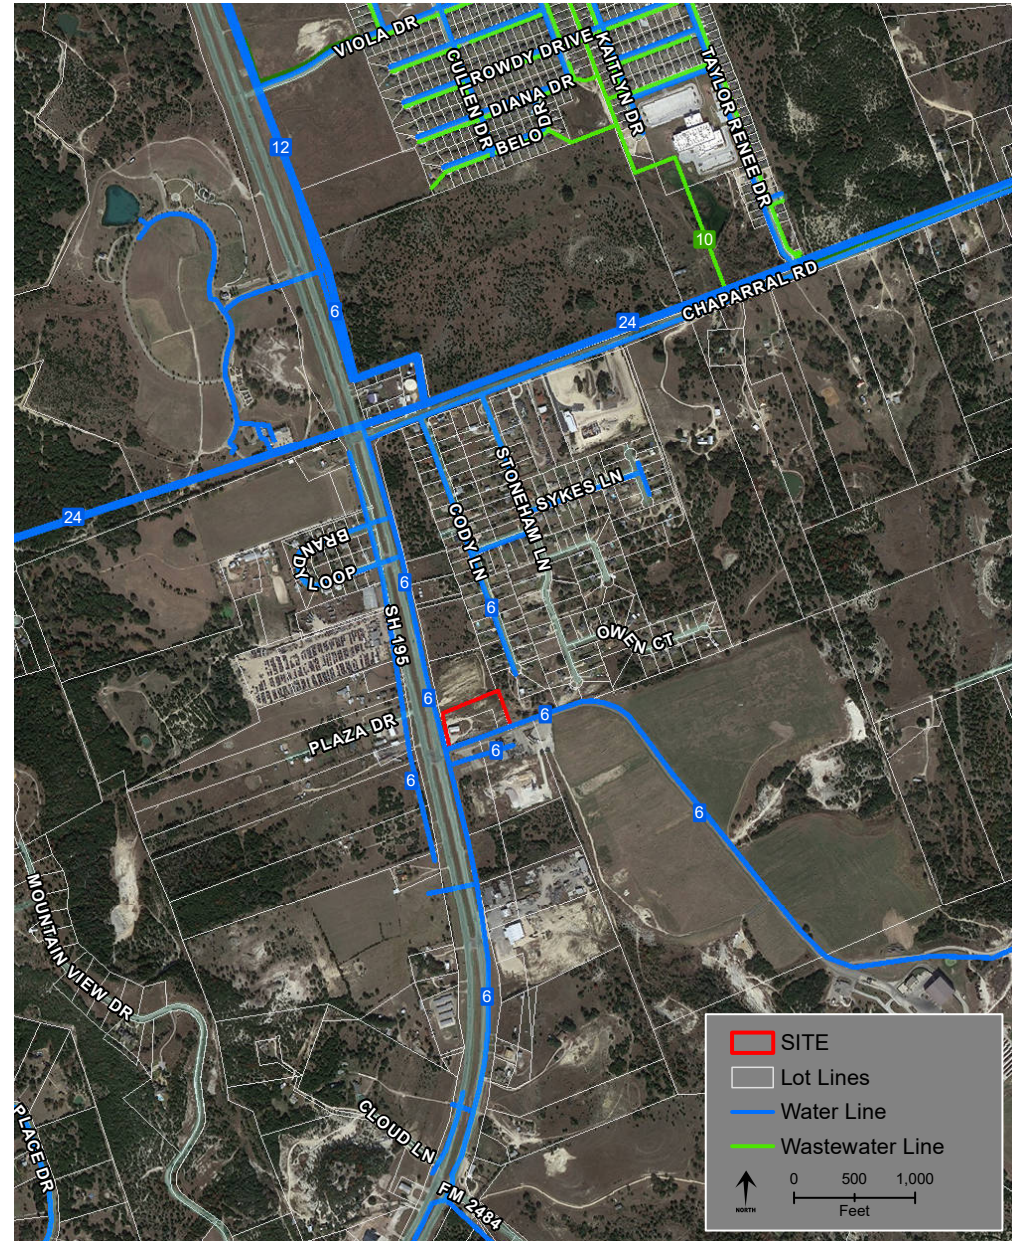 VIOLA DR
CULLEN DR
ROWDY DRIVE
KAITLYN DR
TAYLOR RENEE DR
DIANA DR
BELO DR
12
10
6
CHAPARRAL RD
24
STONEHAM LN
SYKES LN
CODY LN
24
BRANDY LOOP
6
6
SH 195
OWEN CT
6
6
PLAZA DR
6
6
6
MOUNTAIN VIEW DR
6
SITE
Lot Lines
Water Line
Wastewater Line
NORTH
0 500 1,000
Feet
PLACE DR
CLOUD LN
FM 2484